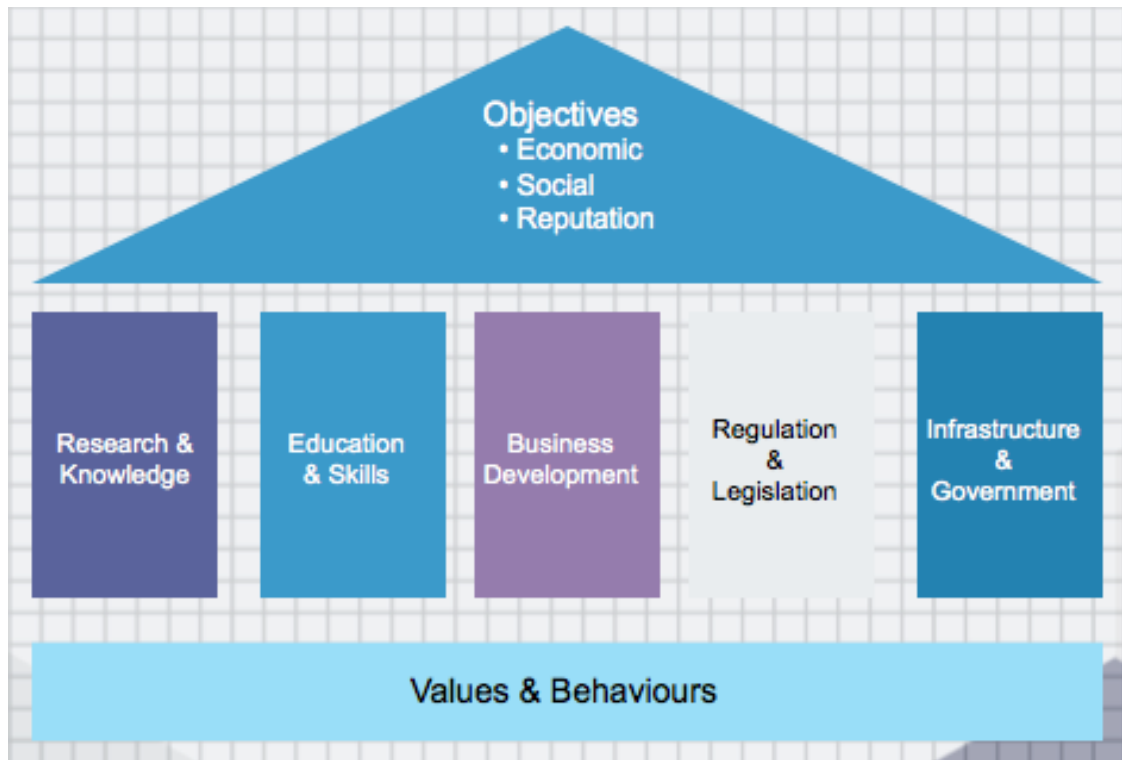 Objectives
• Economic
• Social
• Reputation
Research &
Knowledge
Education
& Skills
Business
Development
Regulation
&
Legislation
Infrastructure
&
Government
Values & Behaviours